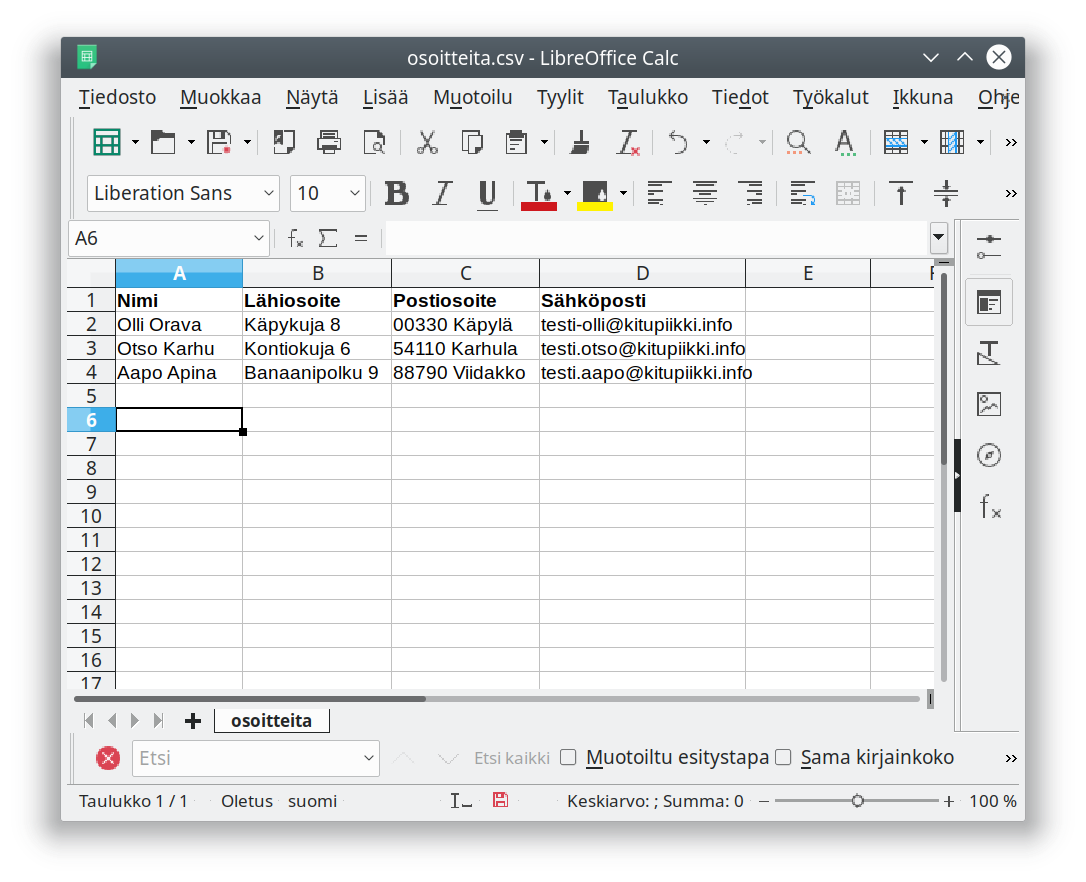 osoitteita.csv - LibreOffice Calc
Tiedosto Muokkaa Näytä Lisää Muotoilu Tyylit Taulukko Tiedot Työkalut Ikkuna Ohje
Liberation Sans 10
A6
A B C D E F
1 Nimi Lähiosoite Postiosoite Sähköposti
2 Olli Orava Käpykuja 8 00330 Käpylä testi-olli@kitupiikki.info
3 Otso Karhu Kontiokuja 6 54110 Karhula testi.otso@kitupiikki.info
4 Aapo Apina Banaanipolku 9 88790 Viidakko testi.aapo@kitupiikki.info
5
6
7
8
9
10
11
12
13
14
15
16
17
osoitteita
Etsi Etsi kaikki Muotoiltu esitystapa Sama kirjainkoko
Taulukko 1 / 1 Oletus suomi Keskiarvo: ; Summa: 0 100 %